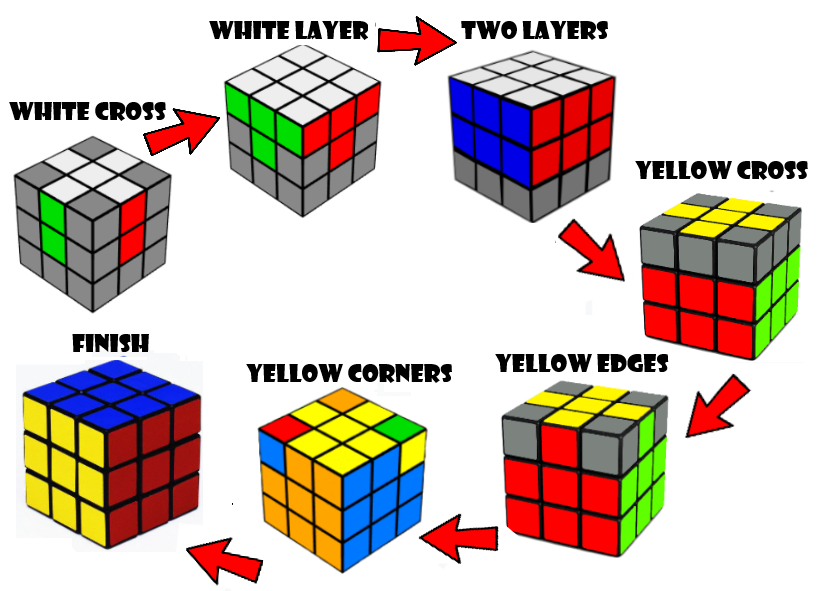 WHITE LAYER
TWO LAYERS
WHITE CROSS
YELLOW CROSS
FINISH
YELLOW CORNERS
YELLOW EDGES